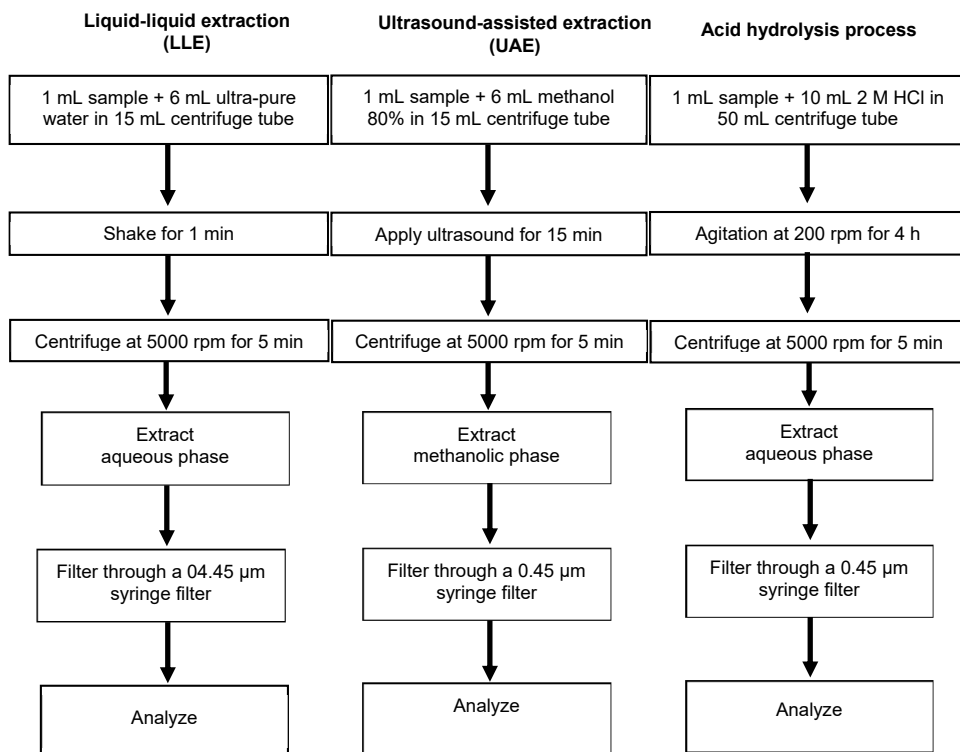 Liquid-liquid extraction
(LLE)
Ultrasound-assisted extraction
(UAE)
Acid hydrolysis process
1 mL sample + 6 mL ultra-pure
water in 15 mL centrifuge tube
1 mL sample + 6 mL methanol
80% in 15 mL centrifuge tube
1 mL sample + 10 mL 2 M HCl in
50 mL centrifuge tube
Shake for 1 min
Apply ultrasound for 15 min
Agitation at 200 rpm for 4 h
Centrifuge at 5000 rpm for 5 min
Centrifuge at 5000 rpm for 5 min
Centrifuge at 5000 rpm for 5 min
Extract
aqueous phase
Extract
methanolic phase
Extract
aqueous phase
Filter through a 04.45 µm
syringe filter
Filter through a 0.45 µm
syringe filter
Filter through a 0.45 µm
syringe filter
Analyze
Analyze
Analyze